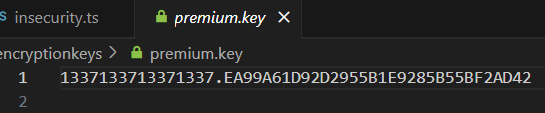 insecurity.ts premium.key
encryptionkeys > premium.key
1 1337133713371337.EA99A61D92D2955B1E9285B55BF2AD42
2